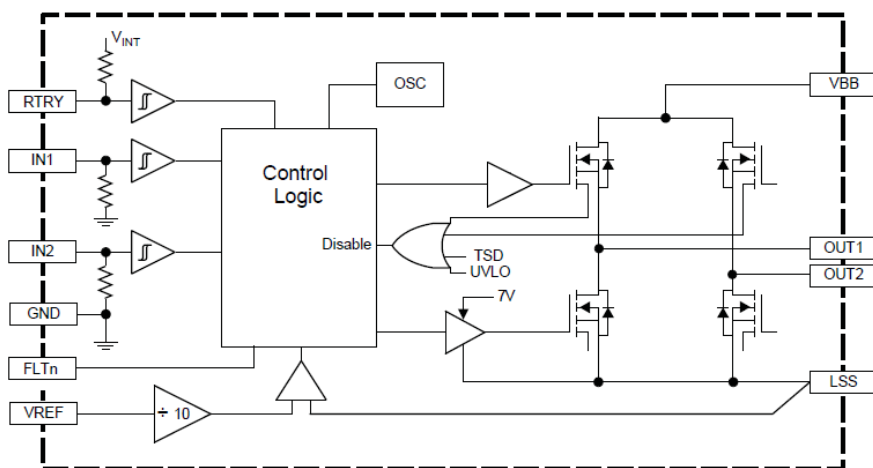 VINT
RTRY
OSC
VBB
IN1
Control
Logic
IN2
Disable
TSD
UVLO
OUT1
OUT2
7V
GND
FLTn
LSS
VREF
÷ 10